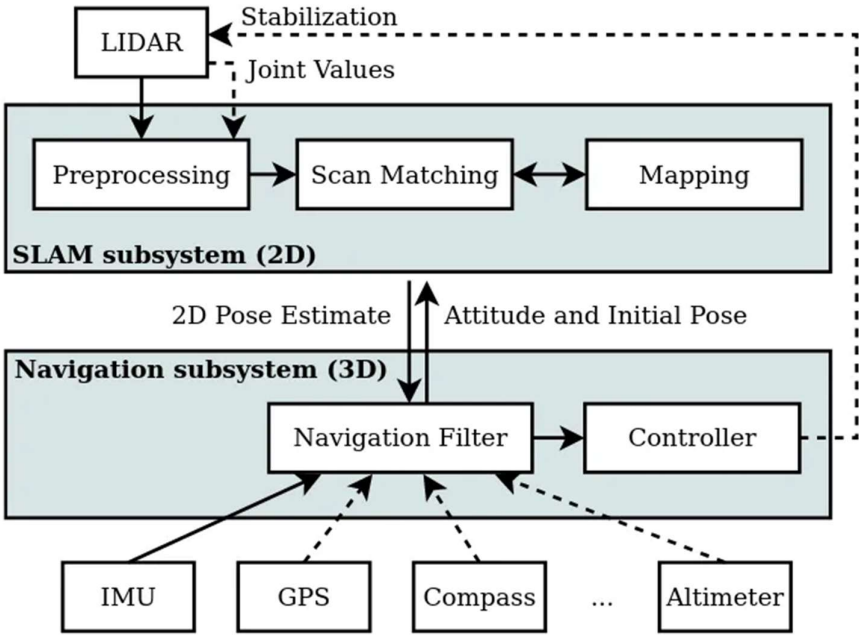 Stabilization
LIDAR
Joint Values
Preprocessing
Scan Matching
Mapping
SLAM subsystem (2D)
2D Pose Estimate
Attitude and Initial Pose
Navigation subsystem (3D)
Navigation Filter
Controller
IMU
GPS
Compass
...
Altimeter